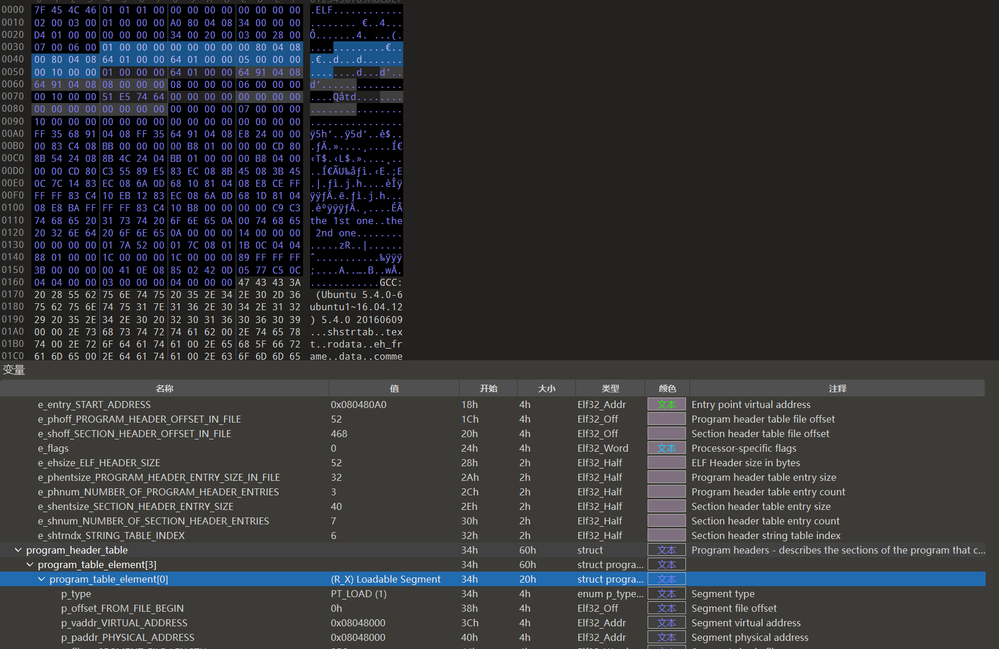 0000 7F 45 4C 46 01 01 01 00 00 00 00 00 00 00 00 00 .ELF............
0010 02 00 03 00 01 00 00 00 A0 80 04 08 34 00 00 00 ........ €..4...
0020 D4 01 00 00 00 00 00 00 34 00 20 00 03 00 28 00 Ô.......4. ...(.
0030 07 00 06 00 01 00 00 00 00 00 00 00 00 80 04 08 .............€..
0040 00 80 04 08 64 01 00 00 64 01 00 00 05 00 00 00 .€..d...d.......
0050 00 10 00 00 01 00 00 00 64 01 00 00 64 91 04 08 ........d...d‘..
0060 64 91 04 08 08 00 00 00 08 00 00 00 06 00 00 00 d‘..............
0070 00 10 00 00 51 E5 74 64 00 00 00 00 00 00 00 00 ....Qåtd........
0080 00 00 00 00 00 00 00 00 00 00 00 00 07 00 00 00 ................
0090 10 00 00 00 00 00 00 00 00 00 00 00 00 00 00 00 ................
00A0 FF 35 68 91 04 08 FF 35 64 91 04 08 E8 24 00 00 ÿ5h‘..ÿ5d‘..è$..
00B0 00 83 C4 08 BB 00 00 00 00 B8 01 00 00 00 CD 80 .ƒÄ.»....¸....Í€
00C0 8B 54 24 08 8B 4C 24 04 BB 01 00 00 00 B8 04 00 ‹T$.‹L$.»....¸..
00D0 00 00 CD 80 C3 55 89 E5 83 EC 08 8B 45 08 3B 45 ..Í€ÃU‰åƒì.‹E.;E
00E0 0C 7C 14 83 EC 08 6A 0D 68 10 81 04 08 E8 CE FF .|.ƒì.j.h....èÎÿ
00F0 FF FF 83 C4 10 EB 12 83 EC 08 6A 0D 68 1D 81 04 ÿÿƒÄ.ë.ƒì.j.h...
0100 08 E8 BA FF FF FF 83 C4 10 B8 00 00 00 00 C9 C3 .èºÿÿÿƒÄ.¸....ÉÃ
0110 74 68 65 20 31 73 74 20 6F 6E 65 0A 00 74 68 65 the 1st one..the
0120 20 32 6E 64 20 6F 6E 65 0A 00 00 00 14 00 00 00  2nd one........
0130 00 00 00 00 01 7A 52 00 01 7C 08 01 1B 0C 04 04 .....zR..|......
0140 88 01 00 00 1C 00 00 00 1C 00 00 00 89 FF FF FF ˆ...........‰ÿÿÿ
0150 3B 00 00 00 00 41 0E 08 85 02 42 0D 05 77 C5 0C ;....A..….B..wÅ.
0160 04 04 00 00 03 00 00 00 04 00 00 00 47 43 43 3A ............GCC:
0170 20 28 55 62 75 6E 74 75 20 35 2E 34 2E 30 2D 36  (Ubuntu 5.4.0-6
0180 75 62 75 6E 74 75 31 7E 31 36 2E 30 34 2E 31 32 ubuntu1~16.04.12
0190 29 20 35 2E 34 2E 30 20 32 30 31 36 30 36 30 39 ) 5.4.0 20160609
01A0 00 00 2E 73 68 73 74 72 74 61 62 00 2E 74 65 78 ...shstrtab..tex
01B0 74 00 2E 72 6F 64 61 74 61 00 2E 65 68 5F 66 72 t..rodata..eh_fr
01C0 61 6D 65 00 2E 64 61 74 61 00 2E 63 6F 6D 6D 65 ame..data..comme
变量
名称 值 开始 大小 类型 颜色 注释
e_entry_START_ADDRESS 0x080480A0 18h 4h Elf32_Addr 文本 Entry point virtual address
e_phoff_PROGRAM_HEADER_OFFSET_IN_FILE 52 1Ch 4h Elf32_Off Program header table file offset
e_shoff_SECTION_HEADER_OFFSET_IN_FILE 468 20h 4h Elf32_Off Section header table file offset
e_flags 0 24h 4h Elf32_Word 文本 Processor-specific flags
e_ehsize_ELF_HEADER_SIZE 52 28h 2h Elf32_Half ELF Header size in bytes
e_phentsize_PROGRAM_HEADER_ENTRY_SIZE_IN_FILE 32 2Ah 2h Elf32_Half Program header table entry size
e_phnum_NUMBER_OF_PROGRAM_HEADER_ENTRIES 3 2Ch 2h Elf32_Half Program header table entry count
e_shentsize_SECTION_HEADER_ENTRY_SIZE 40 2Eh 2h Elf32_Half Section header table entry size
e_shnum_NUMBER_OF_SECTION_HEADER_ENTRIES 7 30h 2h Elf32_Half Section header table entry count
e_shtrndx_STRING_TABLE_INDEX 6 32h 2h Elf32_Half Section header string table index
program_header_table 34h 60h struct 文本 Program headers - describes the sections of the program that c...
program_table_element[3] 34h 60h struct progra... 文本
program_table_element[0] (R_X) Loadable Segment 34h 20h struct progra... 文本
p_type PT_LOAD (1) 34h 4h enum p_type... 文本 Segment type
p_offset_FROM_FILE_BEGIN 0h 38h 4h Elf32_Off 文本 Segment file offset
p_vaddr_VIRTUAL_ADDRESS 0x08048000 3Ch 4h Elf32_Addr 文本 Segment virtual address
p_paddr_PHYSICAL_ADDRESS 0x08048000 40h 4h Elf32_Addr 文本 Segment physical address